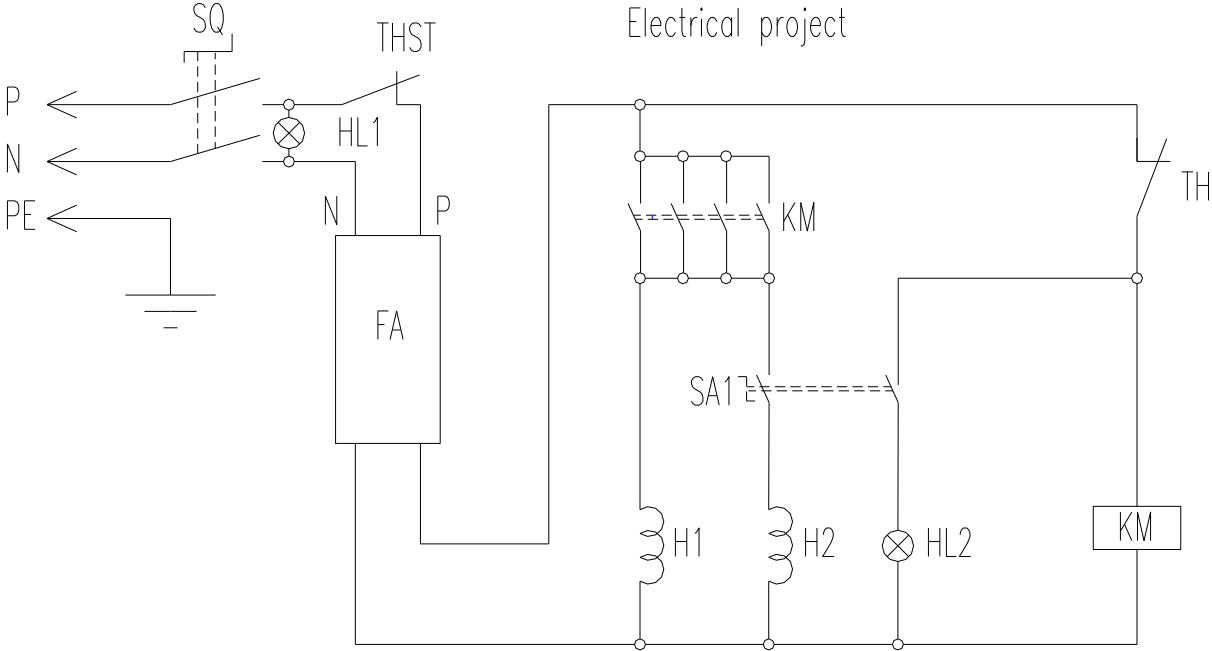 Electrical project
SQ
THST
P
HL1
N
PE
N
P
KM
TH
FA
SA1
H1
H2
HL2
KM